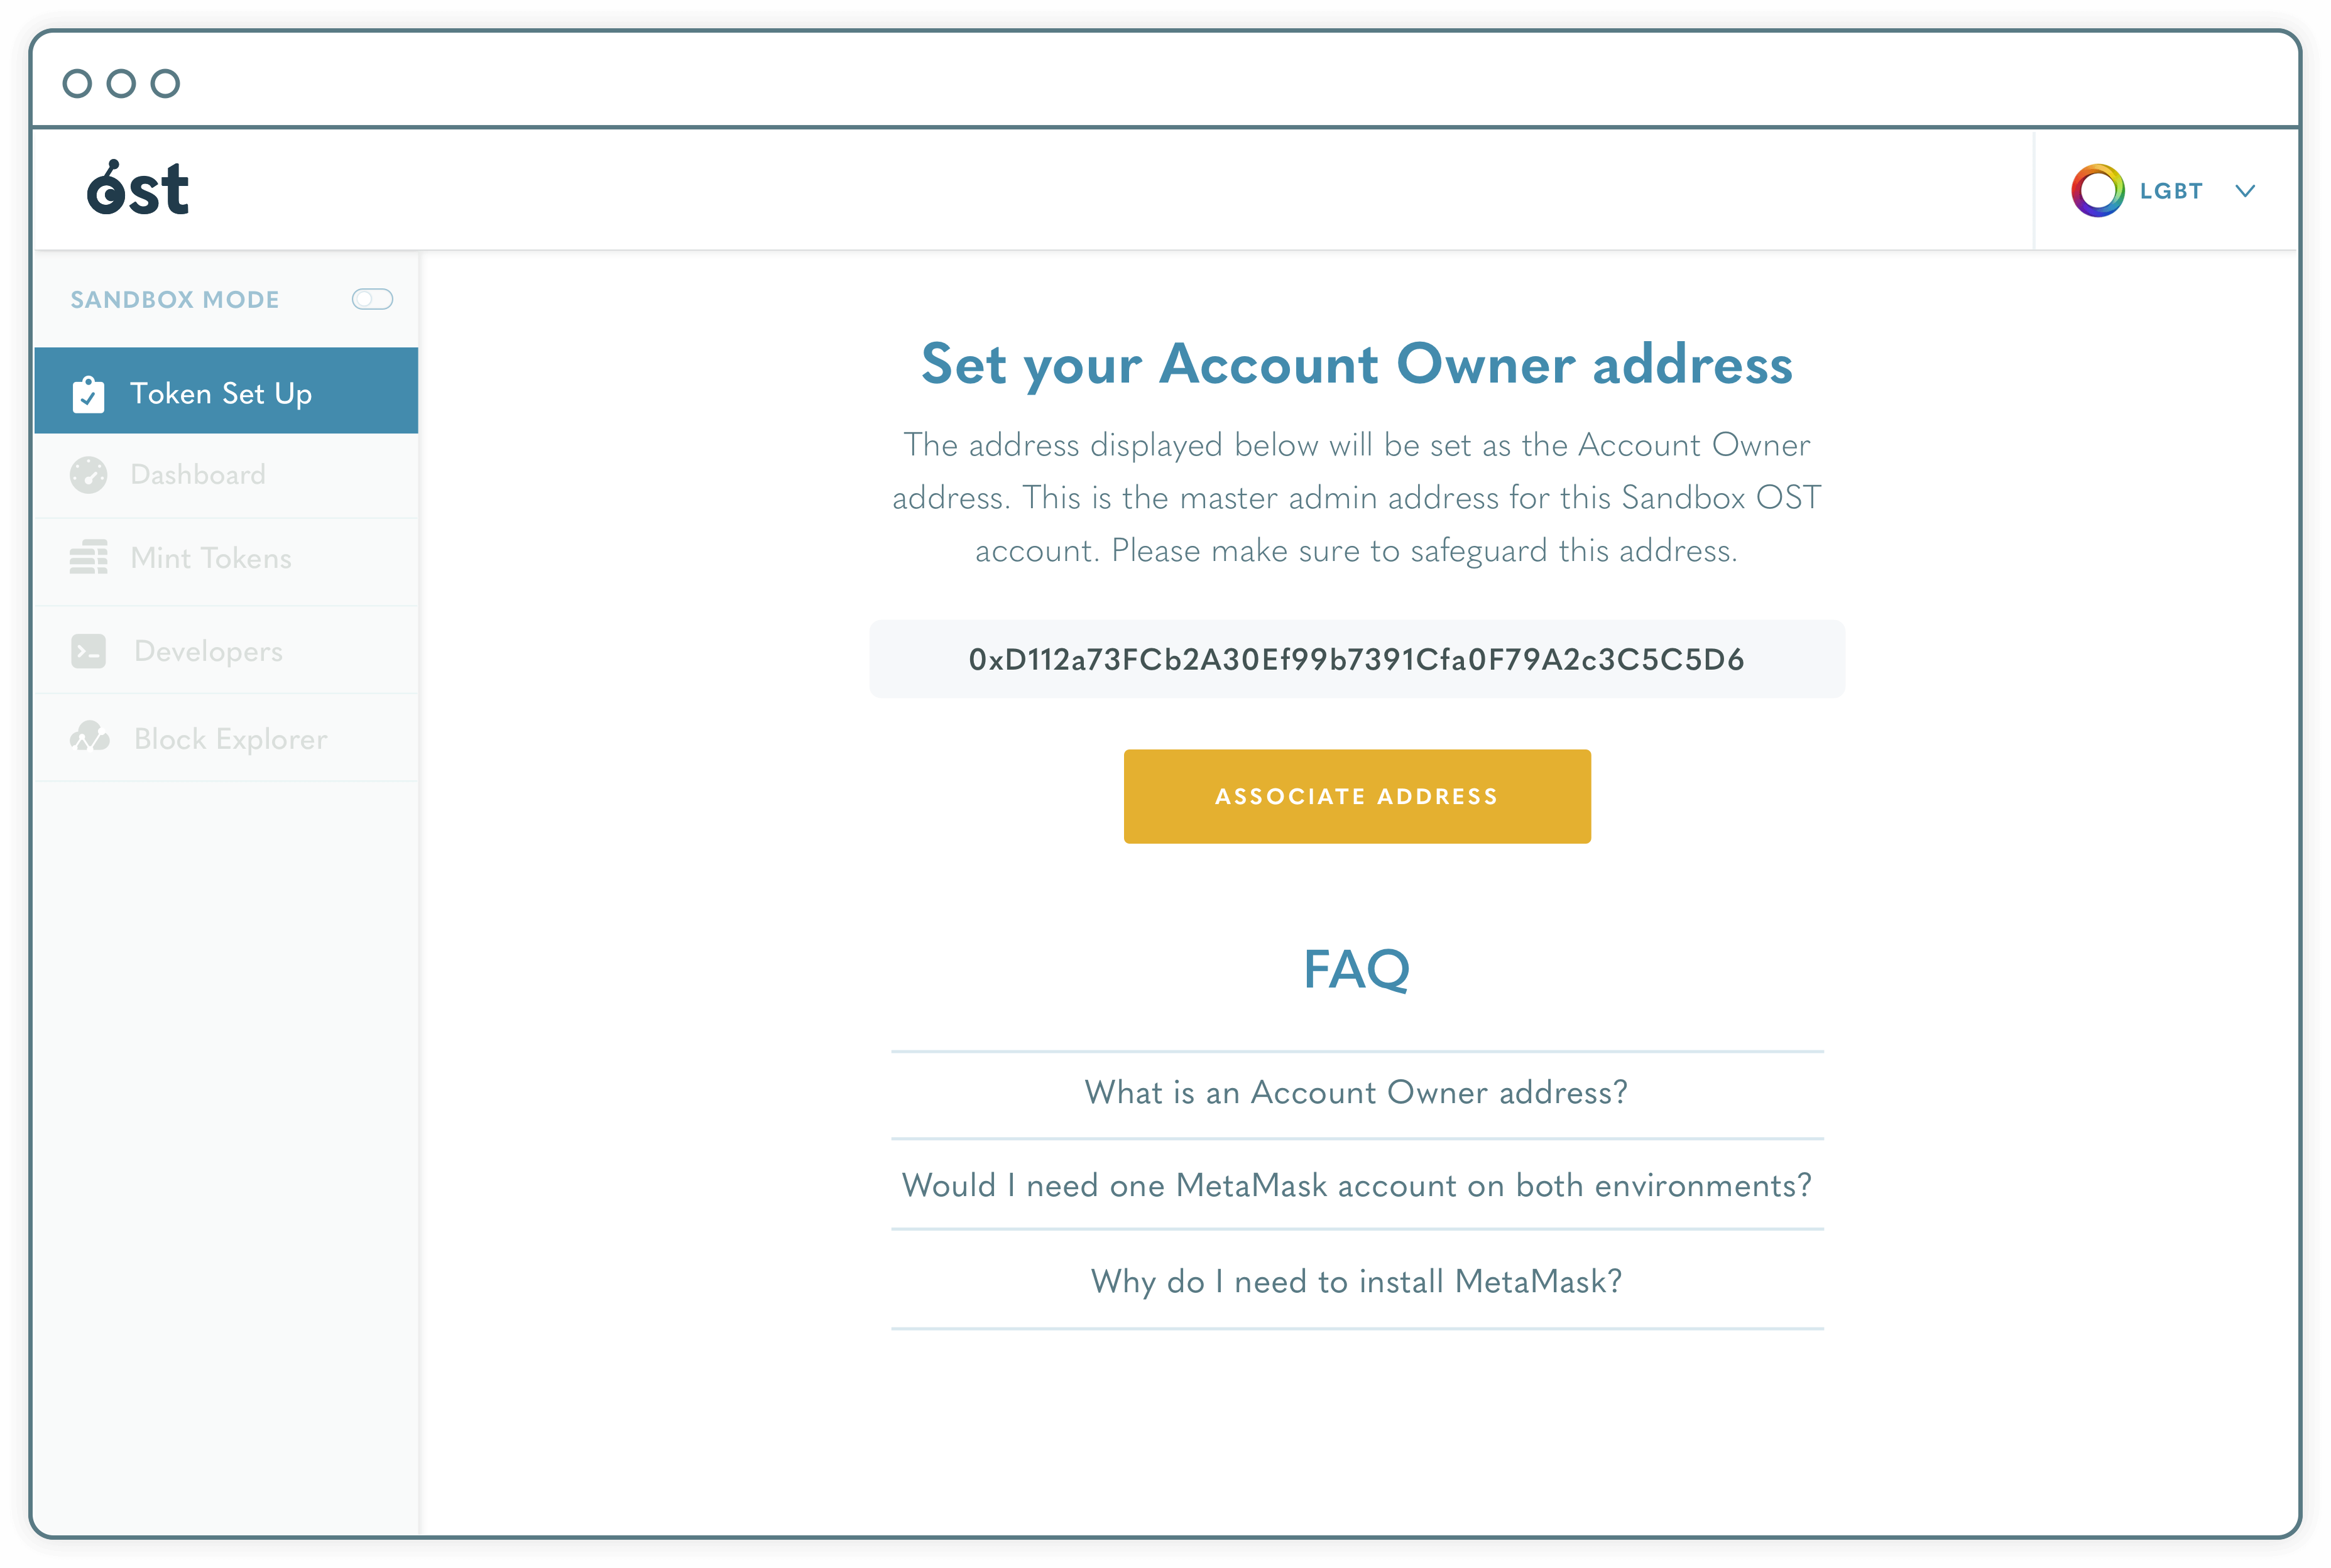 ost
LGBT
SANDBOX MODE
Token Set Up
Dashboard
Mint Tokens
Developers
Block Explorer
Set your Account Owner address
The address displayed below will be set as the Account Owner
address. This is the master admin address for this Sandbox OST
account. Please make sure to safeguard this address.
0xD112a73FCb2A30Ef99b7391Cfa0F79A2c3C5C5D6
ASSOCIATE ADDRESS
FAQ
What is an Account Owner address?
Would I need one MetaMask account on both environments?
Why do I need to install MetaMask?